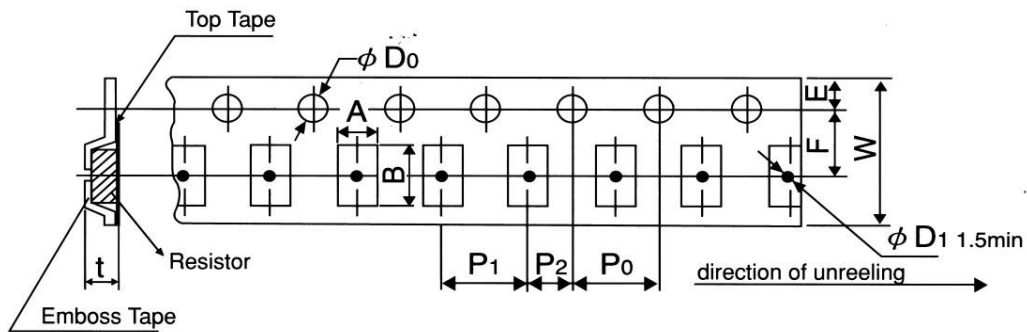 Top Tape
φ D0
A
B
E
F
W
P1
P2
P0
φ D1 1.5min
direction of unreeling
t
Resistor
Emboss Tape